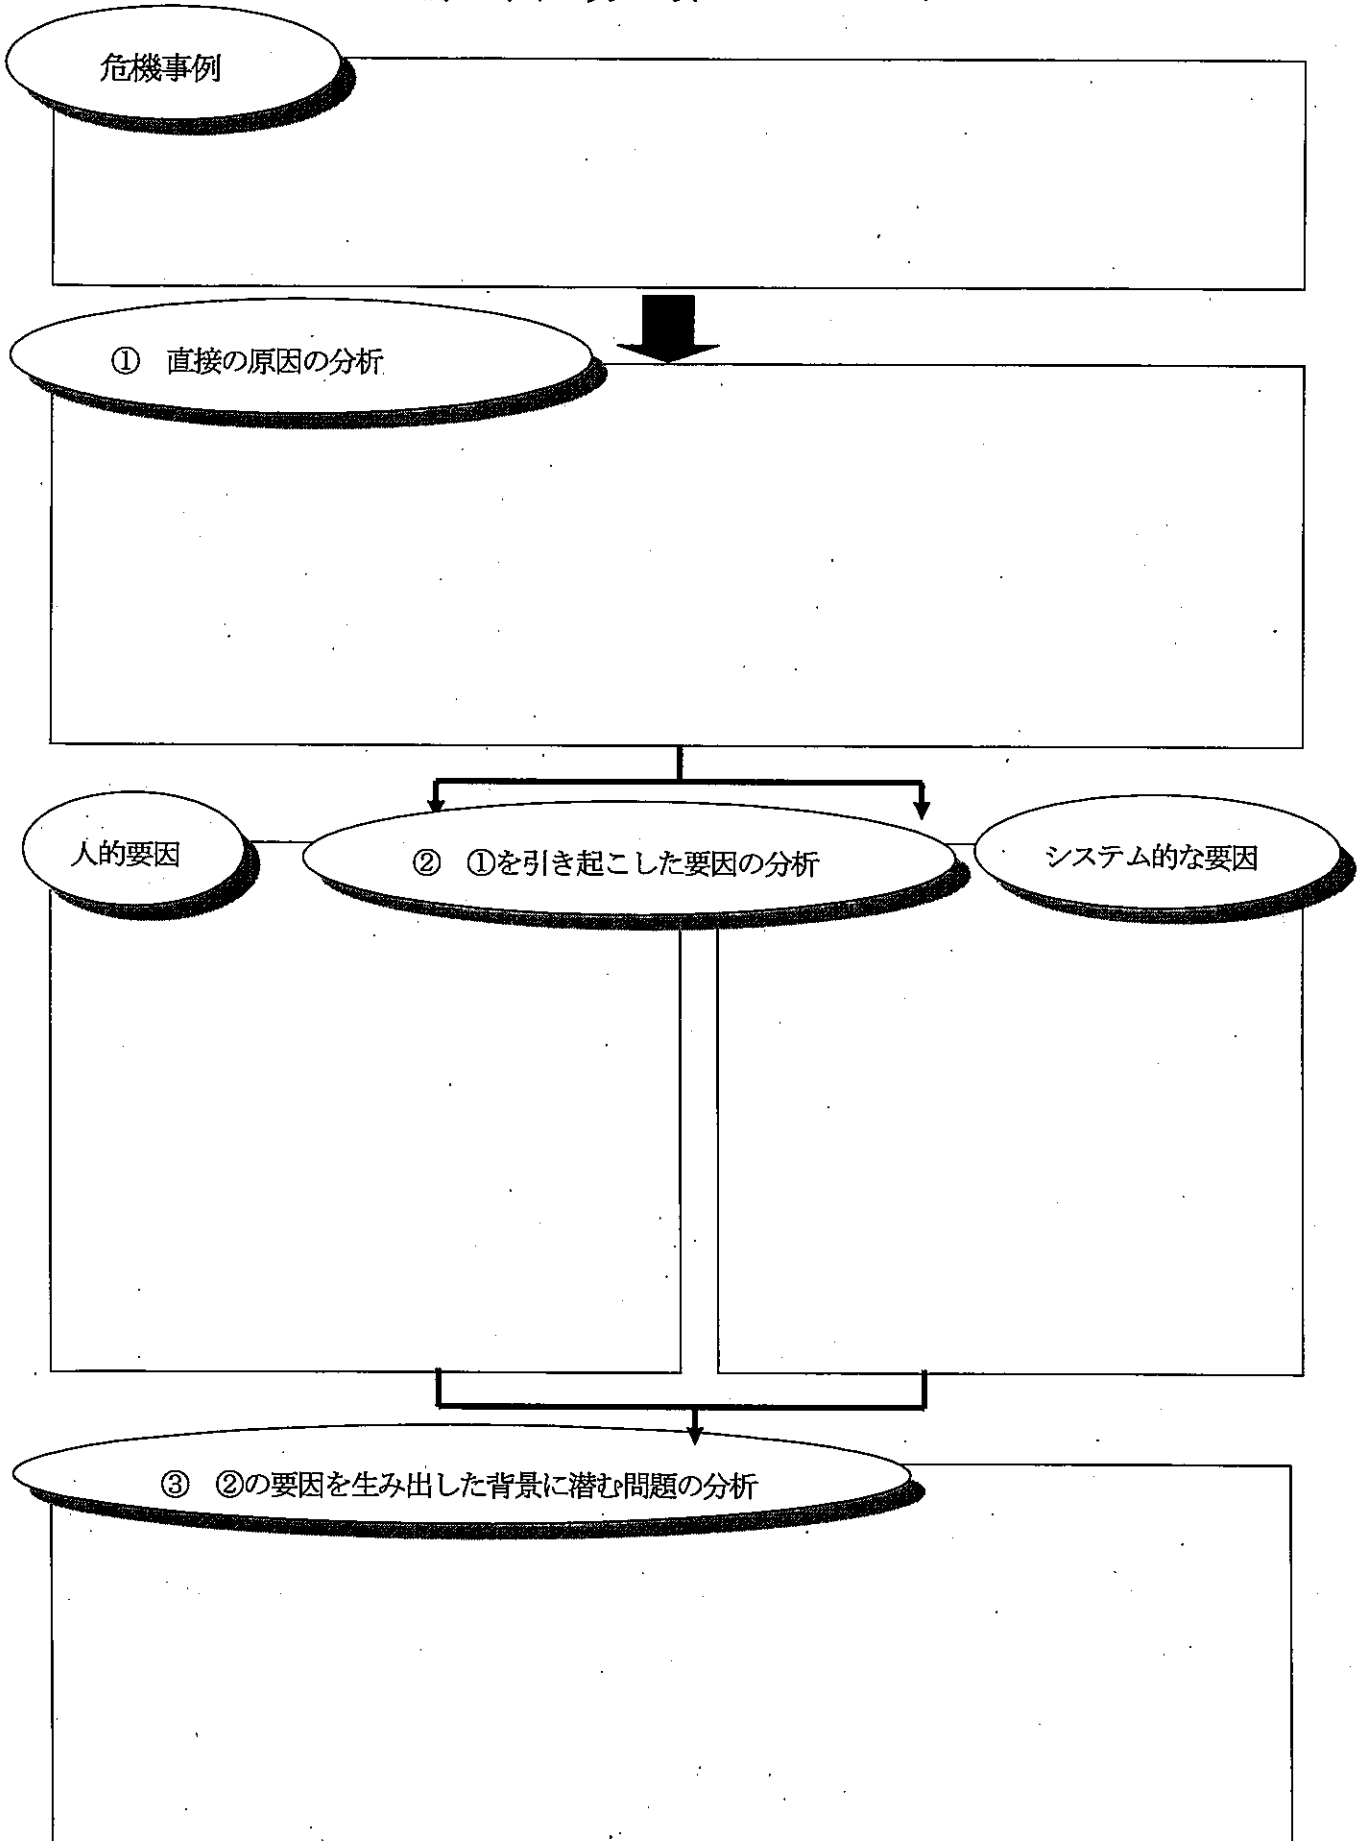 危機事例
① 直接の原因の分析
人的要因
② ①を引き起こした要因の分析
システム的な要因
③ ②の要因を生み出した背景に潜む問題の分析